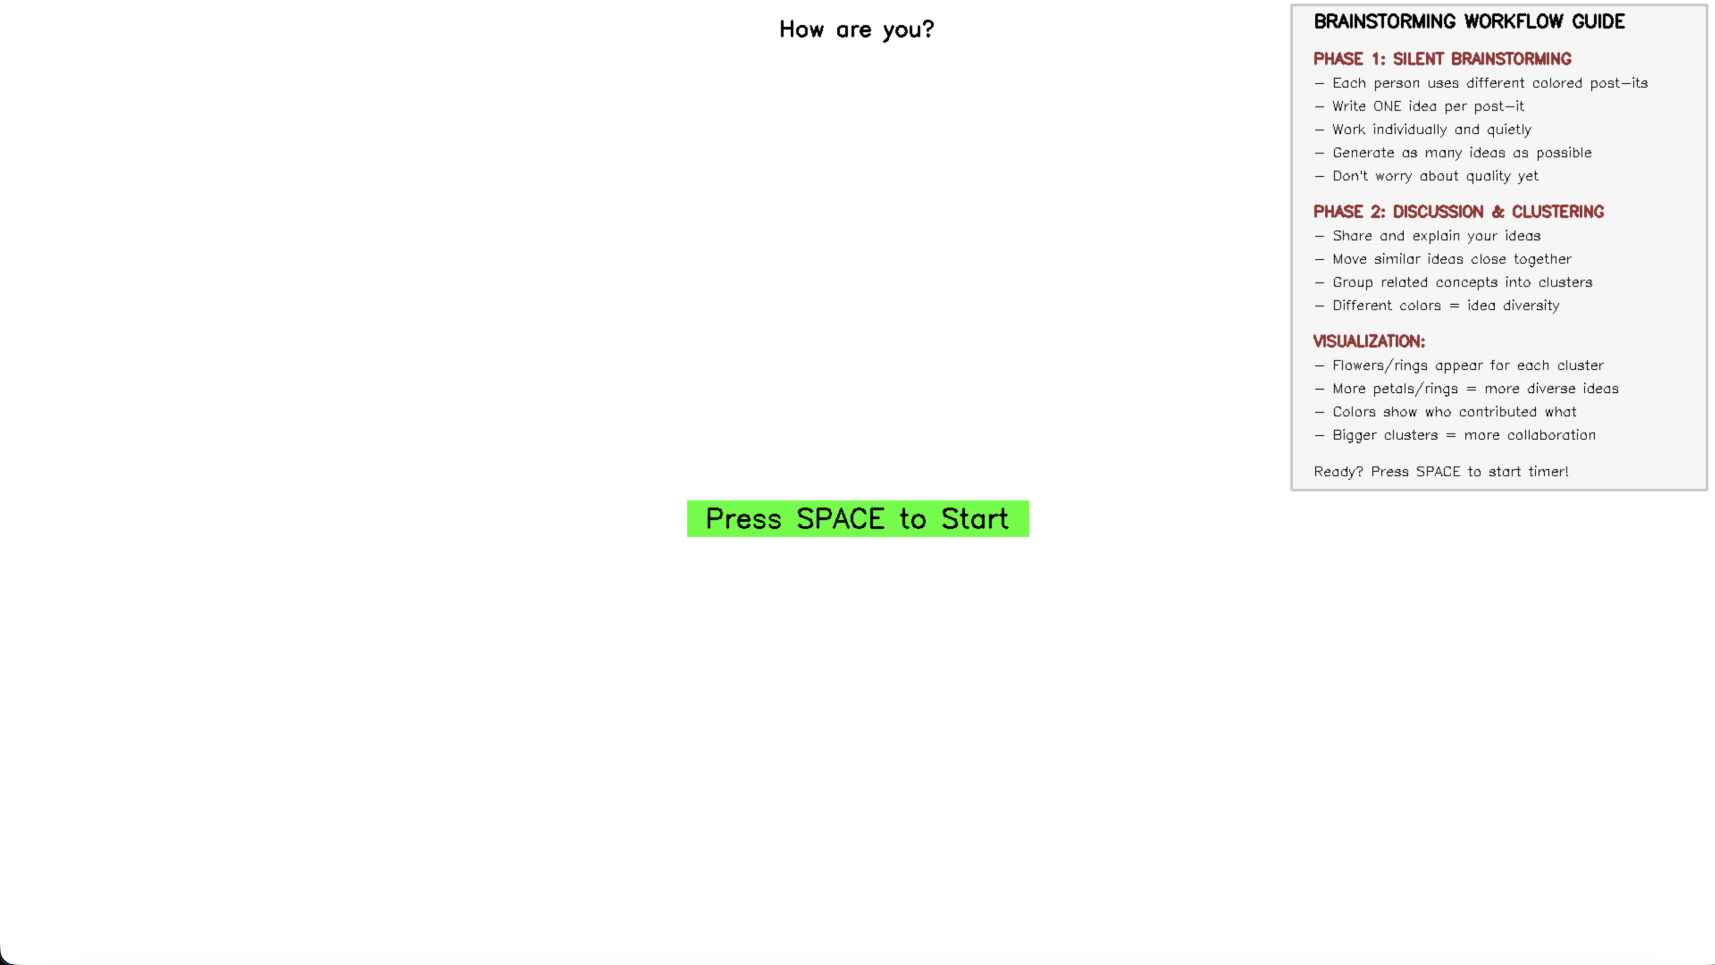 How are you?
BRAINSTORMING WORKFLOW GUIDE
PHASE 1: SILENT BRAINSTORMING
- Each person uses different colored post-its
- Write ONE idea per post-it
- Work individually and quietly
- Generate as many ideas as possible
- Don't worry about quality yet
PHASE 2: DISCUSSION & CLUSTERING
- Share and explain your ideas
- Move similar ideas close together
- Group related concepts into clusters
- Different colors = idea diversity
VISUALIZATION:
- Flowers/rings appear for each cluster
- More petals/rings = more diverse ideas
- Colors show who contributed what
- Bigger clusters = more collaboration
Ready? Press SPACE to start timer!
Press SPACE to Start